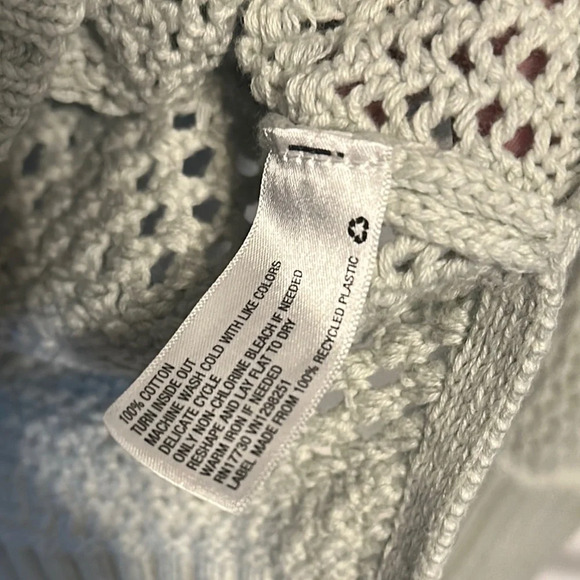 100% COTTON
TURN INSIDE OUT
MACHINE WASH COLD WITH LIKE COLORS
DELICATE CYCLE
ONLY NON-CHLORINE BLEACH IF NEEDED
RESHAPE AND LAY FLAT TO DRY
WARM IRON IF NEEDED
RN17730 VN1298251
LABEL MADE FROM 100% RECYCLED PLASTIC